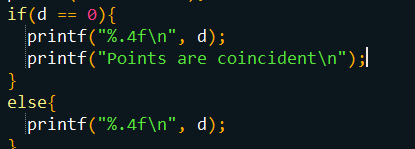 if(d == 0){
  printf("%.4f\n", d);
  printf("Points are coincident\n");
}
else{
  printf("%.4f\n", d);
}